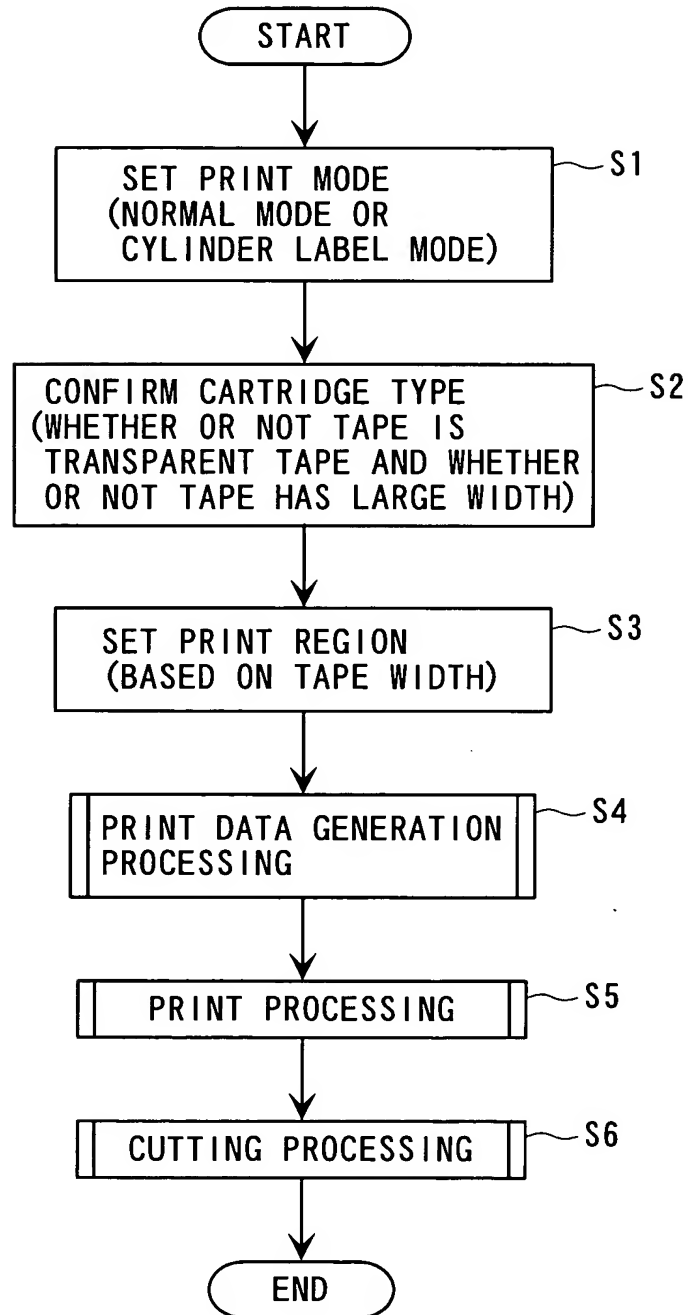 START
SET PRINT MODE
(NORMAL MODE OR
CYLINDER LABEL MODE)
S1
CONFIRM CARTRIDGE TYPE
(WHETHER OR NOT TAPE IS
TRANSPARENT TAPE AND WHETHER
OR NOT TAPE HAS LARGE WIDTH)
S2
SET PRINT REGION
(BASED ON TAPE WIDTH)
S3
PRINT DATA GENERATION
PROCESSING
S4
PRINT PROCESSING
S5
CUTTING PROCESSING
S6
END